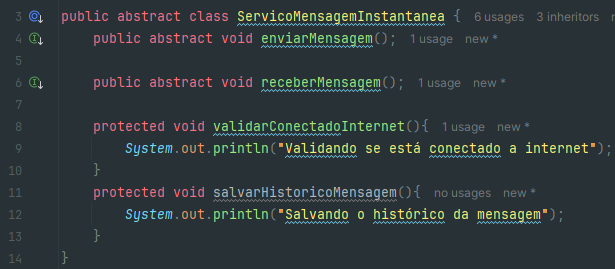 3 public abstract class ServicoMensagemInstantanea { 6 usages 3 inheritors new *
4 public abstract void enviarMensagem(); 1 usage new *
5
6 public abstract void receberMensagem(); 1 usage new *
7
8 protected void validarConectadoInternet(){ 1 usage new *
9 System.out.println("Validando se está conectado a internet");
10 }
11 protected void salvarHistoricoMensagem(){ no usages new *
12 System.out.println("Salvando o histórico da mensagem");
13 }
14 }